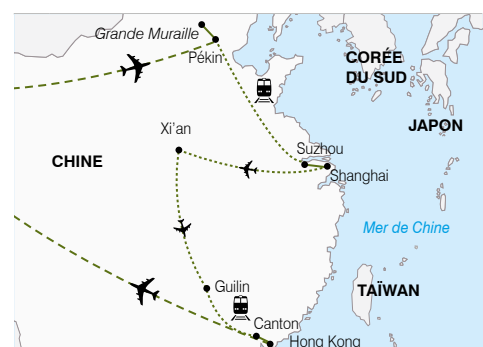 Grande Muraille
Pékin
CORÉE
DU SUD
JAPON
Xi'an
Suzhou
CHINE
Shanghai
Mer de Chine
Guilin
TAÏWAN
Canton
Hong Kong